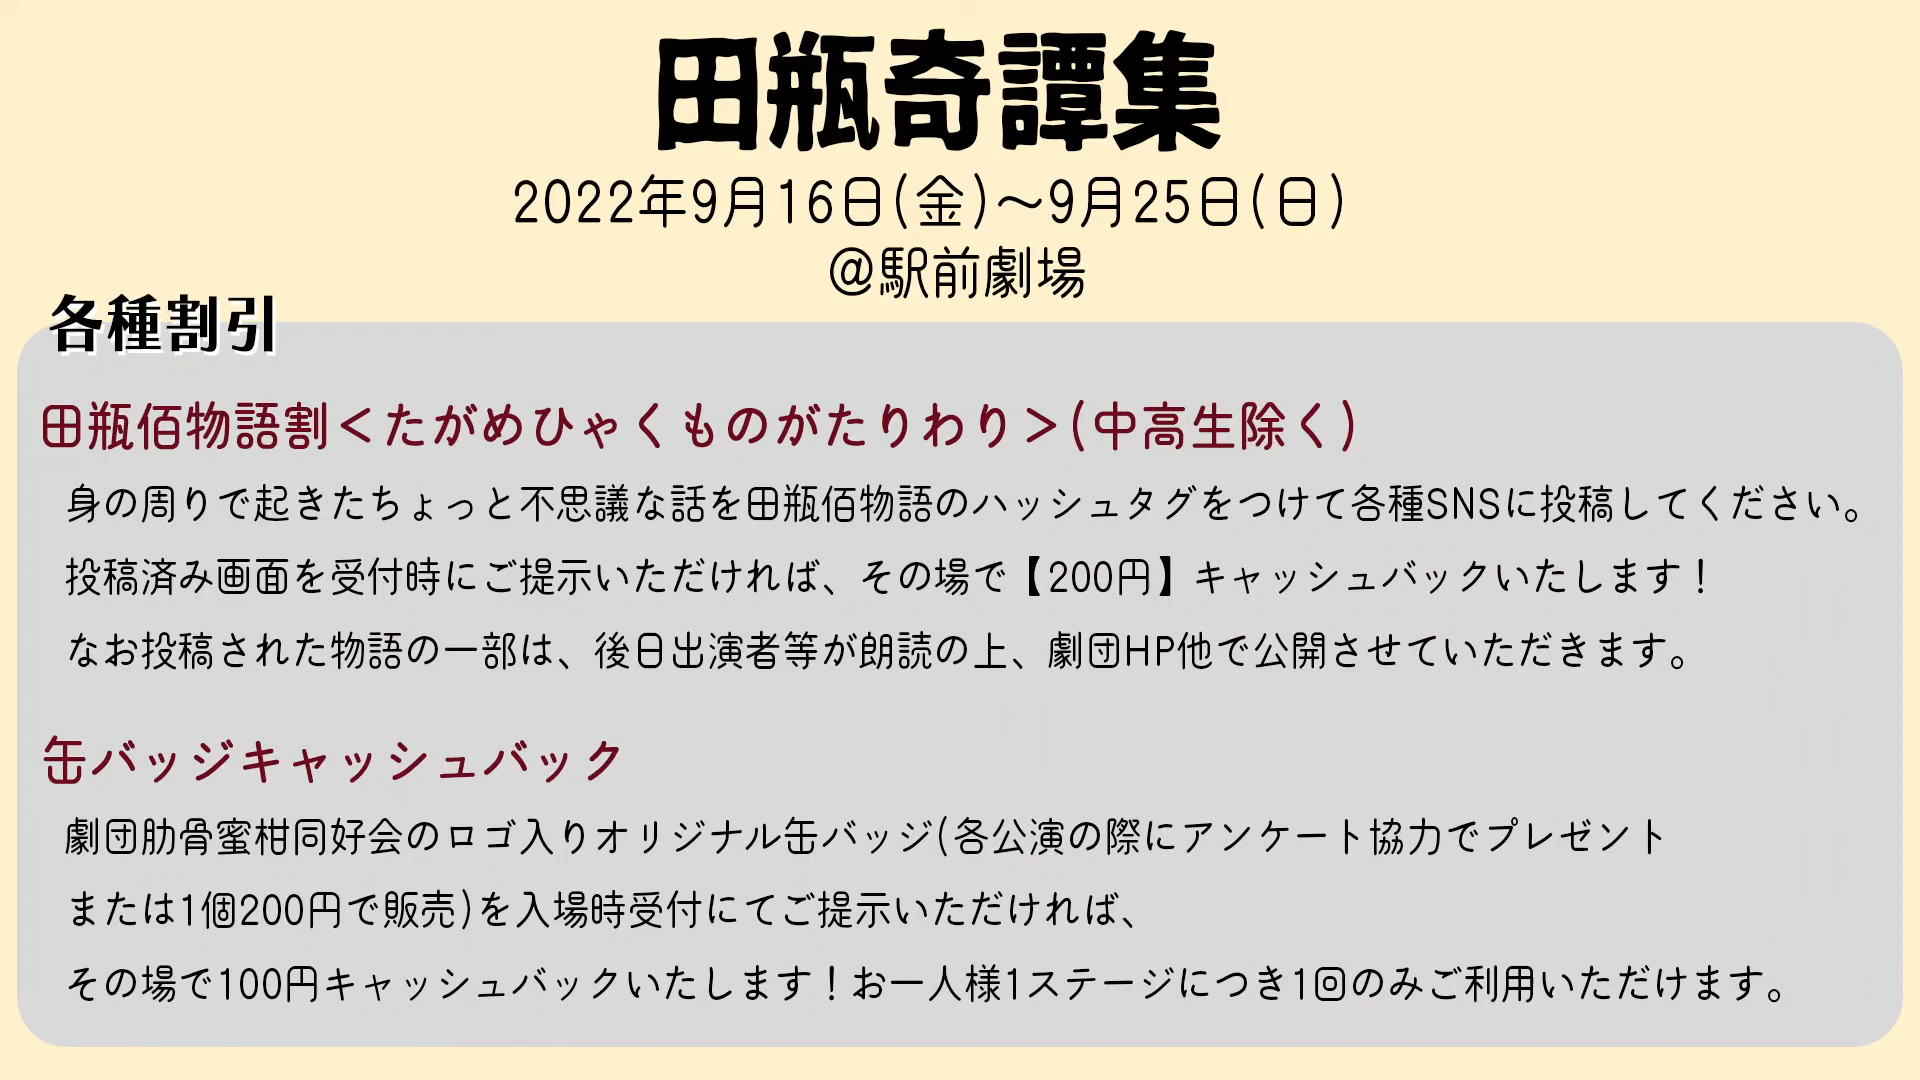 田瓶奇譚集
2022年9月16日(金)～9月25日(日)
@駅前劇場
各種割引
田瓶佰物語割＜たがめひゃくものがたりわり＞(中高生除く)
身の周りで起きたちょっと不思議な話を田瓶佰物語のハッシュタグをつけて各種SNSに投稿してください。
投稿済み画面を受付時にご提示いただければ、その場で【200円】キャッシュバックいたします！
なお投稿された物語の一部は、後日出演者等が朗読の上、劇団HP他で公開させていただきます。
缶バッジキャッシュバック
劇団肋骨蜜柑同好会のロゴ入りオリジナル缶バッジ(各公演の際にアンケート協力でプレゼント
または1個200円で販売)を入場時受付にてご提示いただければ、
その場で100円キャッシュバックいたします！お一人様1ステージにつき1回のみご利用いただけます。